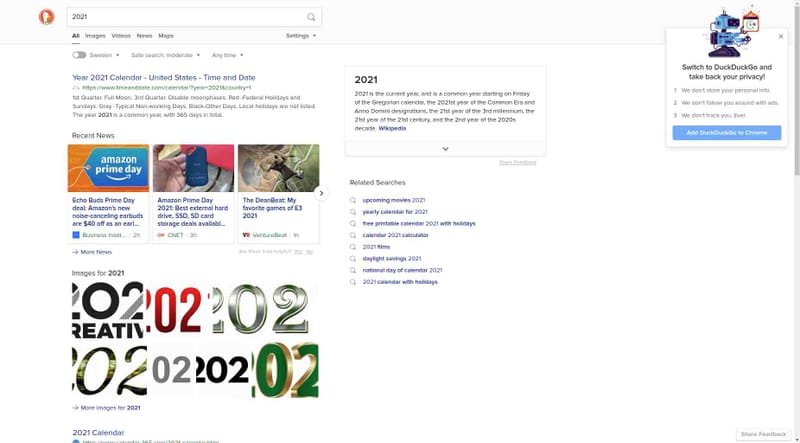 2021
All Images Videos News Maps Settings
Sweden Safe search: moderate Any time
Year 2021 Calendar - United States - Time and Date
https://www.timeanddate.com/calendar/?year=2021&country=1
1st Quarter. Full Moon. 3rd Quarter. Disable moonphases. Red -Federal Holidays and
Sundays. Gray -Typical Non-working Days. Black-Other Days. Local holidays are not listed.
The year 2021 is a common year, with 365 days in total.
Recent News
amazon
prime day
Echo Buds Prime Day
deal: Amazon's new
noise-canceling earbuds
are $40 off as an earl...
Business Insid... 2h
Amazon Prime Day
2021: Best external hard
drive, SSD, SD card
storage deals availabl...
CNET 3h
The DeanBeat: My
favorite games of E3
2021
VentureBeat 1h
More News
Are these links helpful? Yes No
Images for 2021
202
REATIV
202
202
202
02
202
02
More Images for 2021
2021 Calendar
2021
2021 is the current year, and is a common year starting on Friday
of the Gregorian calendar, the 2021st year of the Common Era and
Anno Domini designations, the 21st year of the 3rd millennium, the
21st year of the 21st century, and the 2nd year of the 2020s
decade. Wikipedia
Share Feedback
Related Searches
upcoming movies 2021
yearly calendar for 2021
free printable calendar 2021 with holidays
calendar 2021 calculator
2021 films
daylight savings 2021
national day of calendar 2021
2021 calendar with holidays
Switch to DuckDuckGo and
take back your privacy!
1 We don't store your personal info.
2 We don't follow you around with ads.
3 We don't track you. Ever.
Add DuckDuckGo to Chrome
Share Feedback